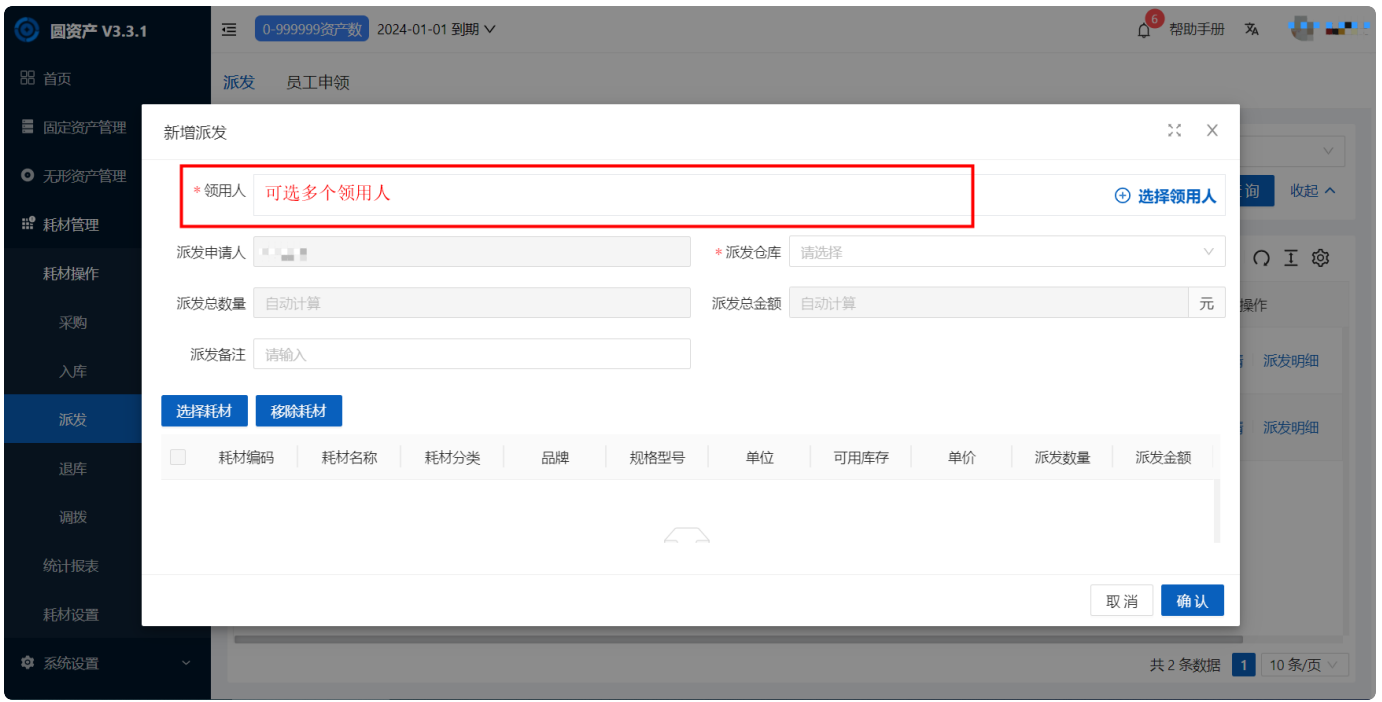 圆资产 V3.3.1
0-999999资产数 2024-01-01 到期
6 帮助手册
首页
派发 员工申领
固定资产管理
新增派发
无形资产管理
*领用人 可选多个领用人 选择领用人
询 收起
耗材管理
派发申请人 *派发仓库 请选择
耗材操作
派发总数量 自动计算 派发总金额 自动计算 元
操作
采购
派发备注 请输入
派发明细
入库
选择耗材 移除耗材
派发
派发明细
耗材编码 耗材名称 耗材分类 品牌 规格型号 单位 可用库存 单价 派发数量 派发金额
退库
调拨
统计报表
取消 确认
耗材设置
系统设置
共 2 条数据 1 10 条/页